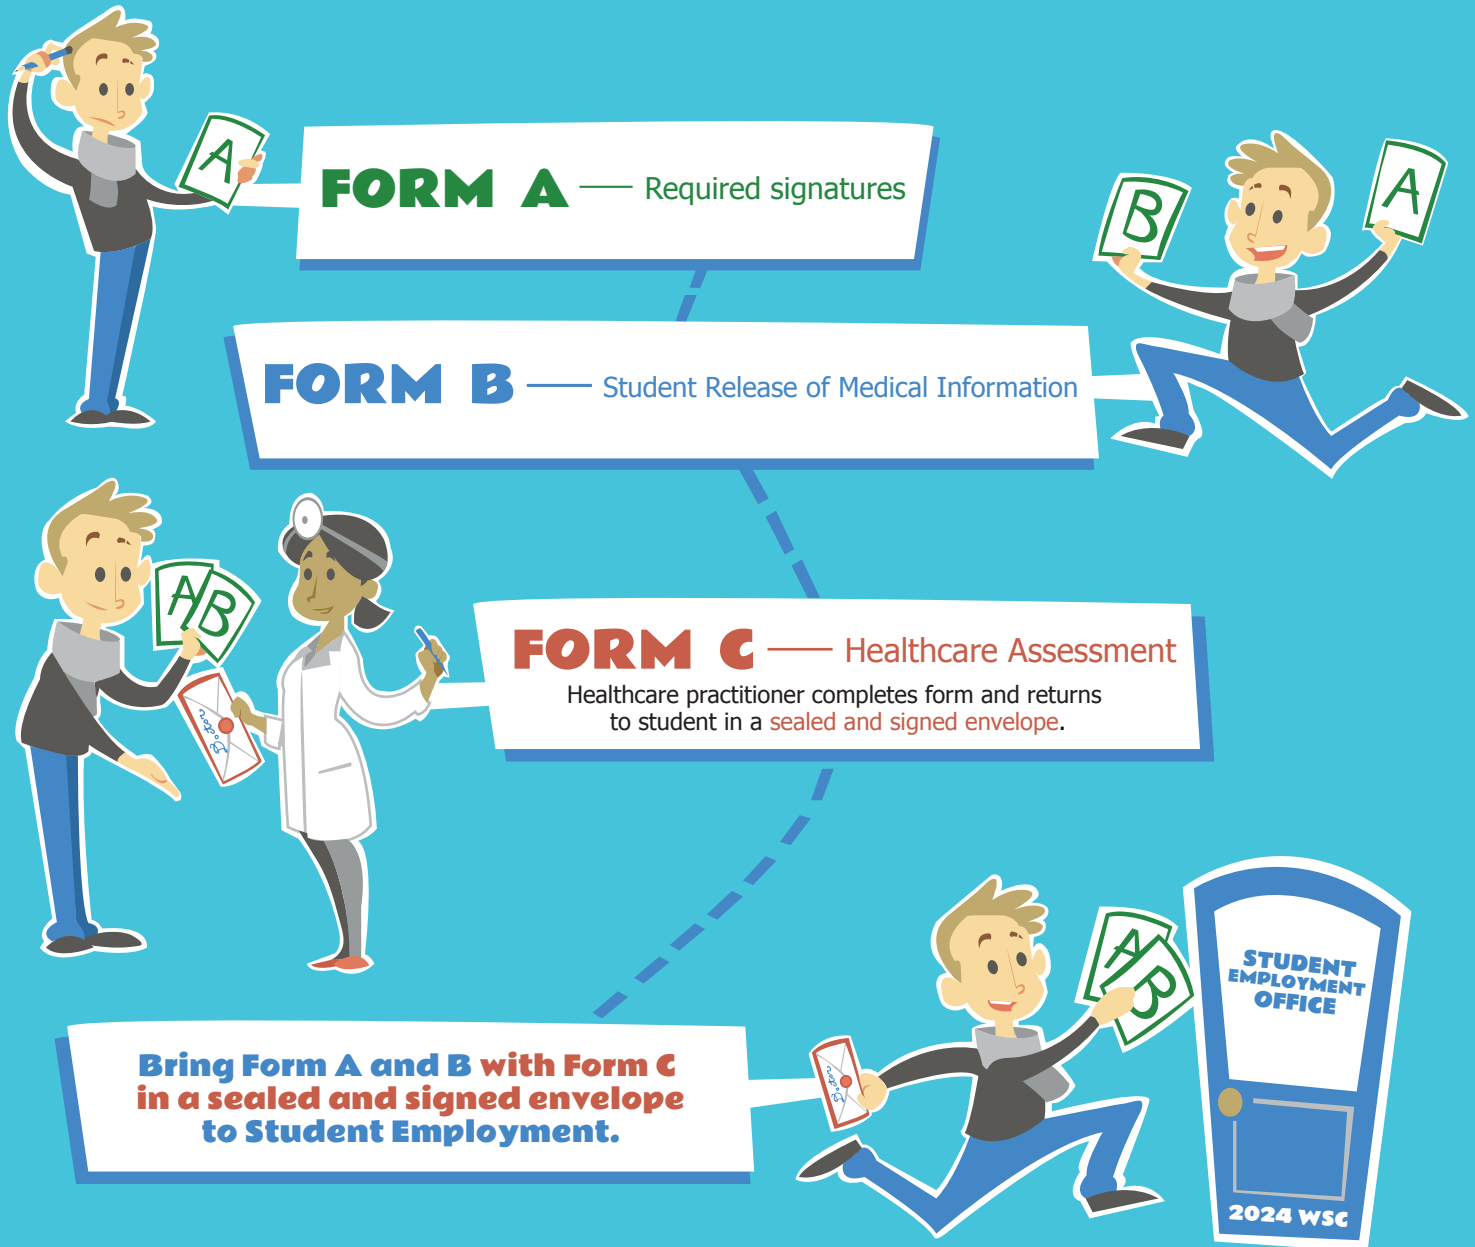 A
FORM A — Required signatures
B
A
FORM B — Student Release of Medical Information
A B
Doctor
FORM C — Healthcare Assessment
Healthcare practitioner completes form and returns
to student in a sealed and signed envelope.
Bring Form A and B with Form C
in a sealed and signed envelope
to Student Employment.
Doctor
A B
STUDENT
EMPLOYMENT
OFFICE
2024 WSC